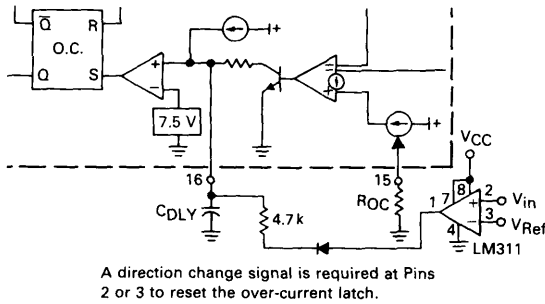 Q̅ R
O.C.
Q S
+
−
7.5 V
+
=
+
+
16
15
CDLY
4.7 k
ROC
VCC
1 7 8 2
+
Vin
−
3
VRef
4
LM311
A direction change signal is required at Pins
2 or 3 to reset the over-current latch.